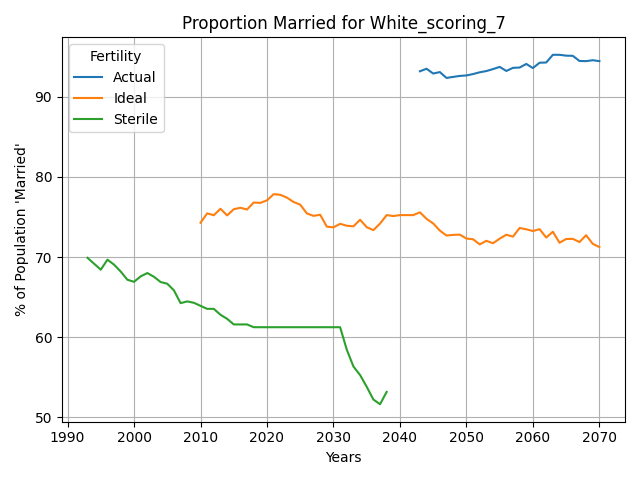 Proportion Married for White_scoring_7
Fertility
Actual
Ideal
Sterile
% of Population 'Married'
90
80
70
60
50
1990 2000 2010 2020 2030 2040 2050 2060 2070
Years